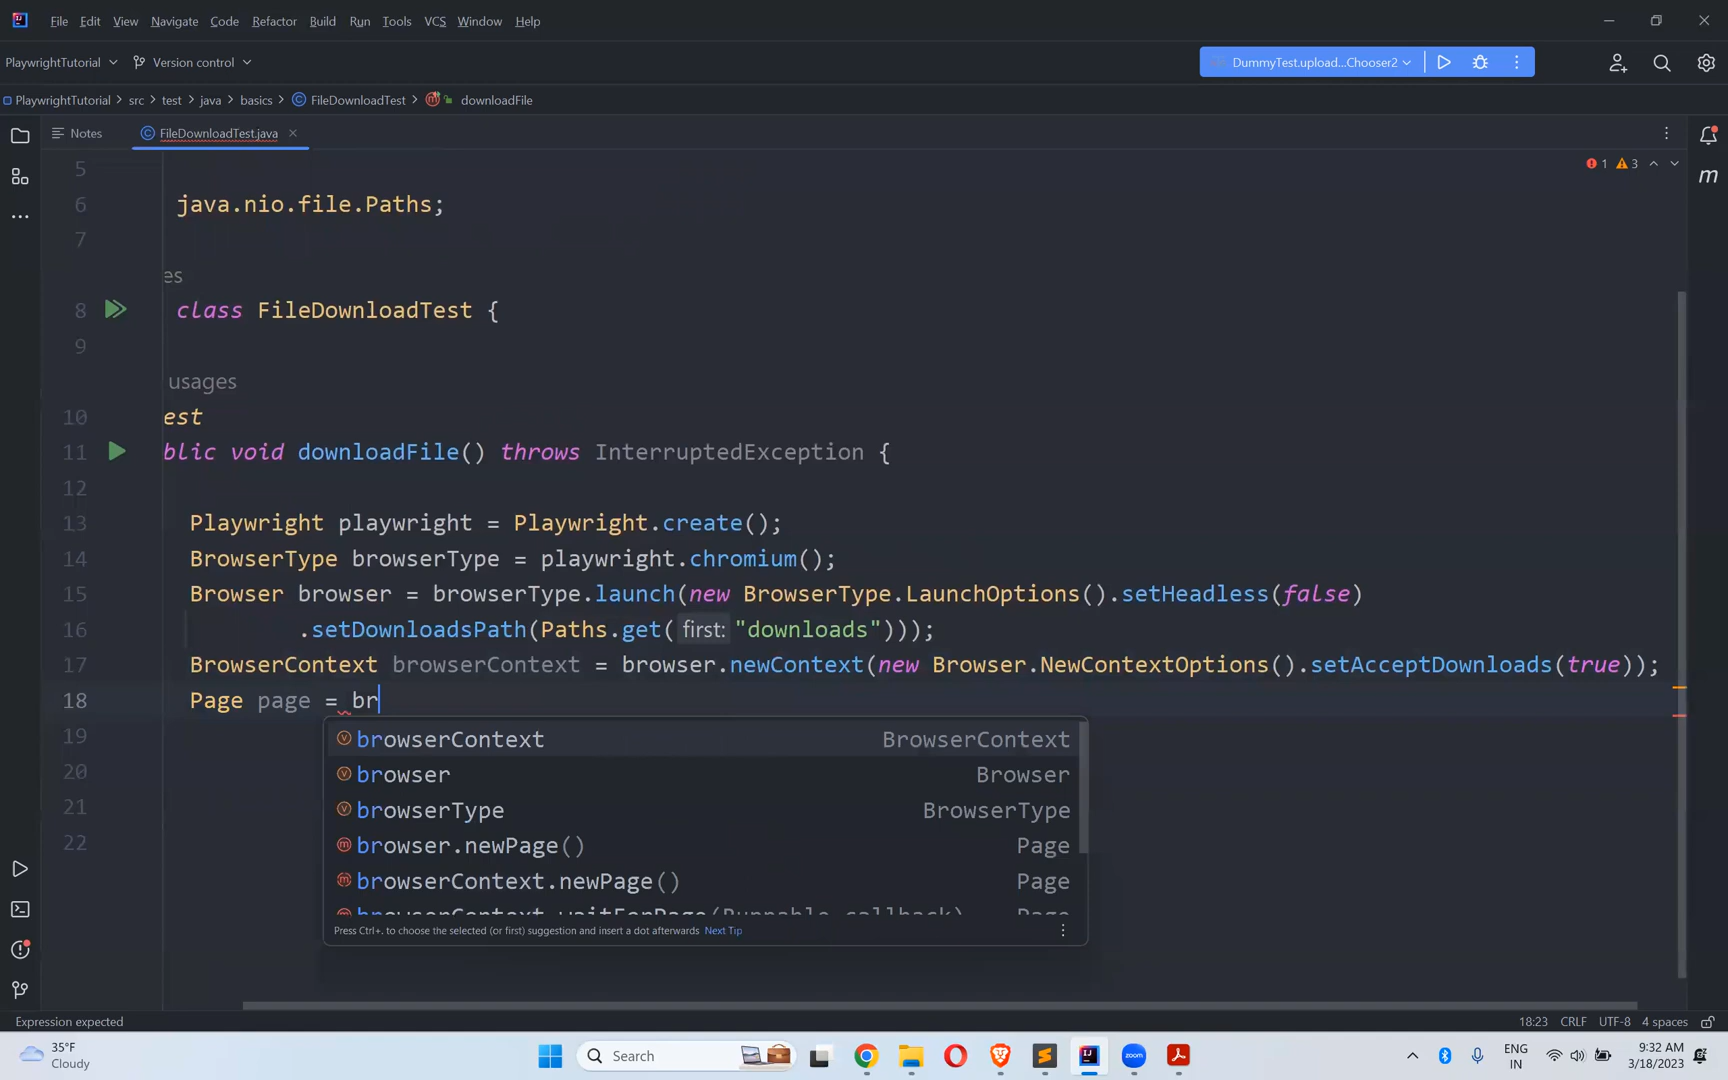 File Edit View Navigate Code Refactor Build Run Tools VCS Window Help
PlaywrightTutorial Version control DummyTest.upload...Chooser2
PlaywrightTutorial src test java basics FileDownloadTest downloadFile
Notes FileDownloadTest.java
1 3
5
6 java.nio.file.Paths;
7
es
8 class FileDownloadTest {
9
usages
10 est
11 blic void downloadFile() throws InterruptedException {
12
13 Playwright playwright = Playwright.create();
14 BrowserType browserType = playwright.chromium();
15 Browser browser = browserType.launch(new BrowserType.LaunchOptions().setHeadless(false)
16 .setDownloadsPath(Paths.get( first: "downloads")));
17 BrowserContext browserContext = browser.newContext(new Browser.NewContextOptions().setAcceptDownloads(true));
18 Page page = br
19 browserContext BrowserContext
20 browser Browser
21 browserType BrowserType
22 browser.newPage() Page
browserContext.newPage() Page
browserContext.waitForPage(Runnable callback) Page
Press Ctrl+. to choose the selected (or first) suggestion and insert a dot afterwards Next Tip
Expression expected 18:23 CRLF UTF-8 4 spaces
35°F
Cloudy
Search
zoom
ENG
IN
9:32 AM
3/18/2023
m